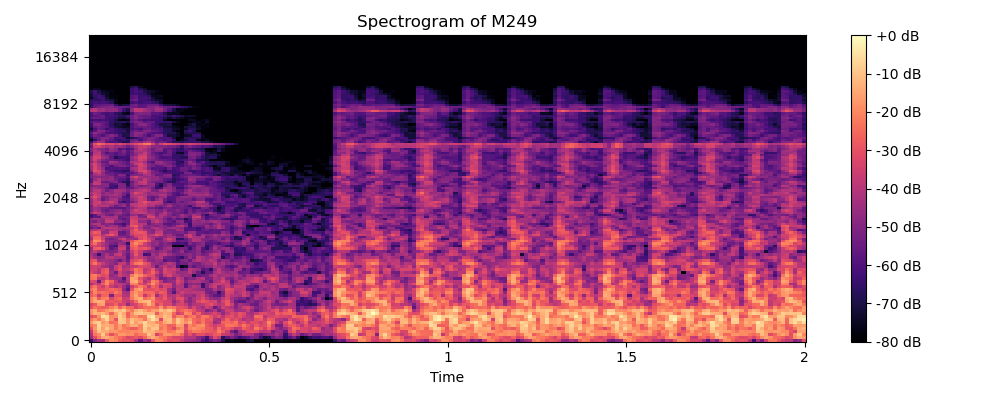 Spectrogram of M249
Hz
16384
8192
4096
2048
1024
512
0
0
0.5
1
1.5
2
Time
+0 dB
-10 dB
-20 dB
-30 dB
-40 dB
-50 dB
-60 dB
-70 dB
-80 dB